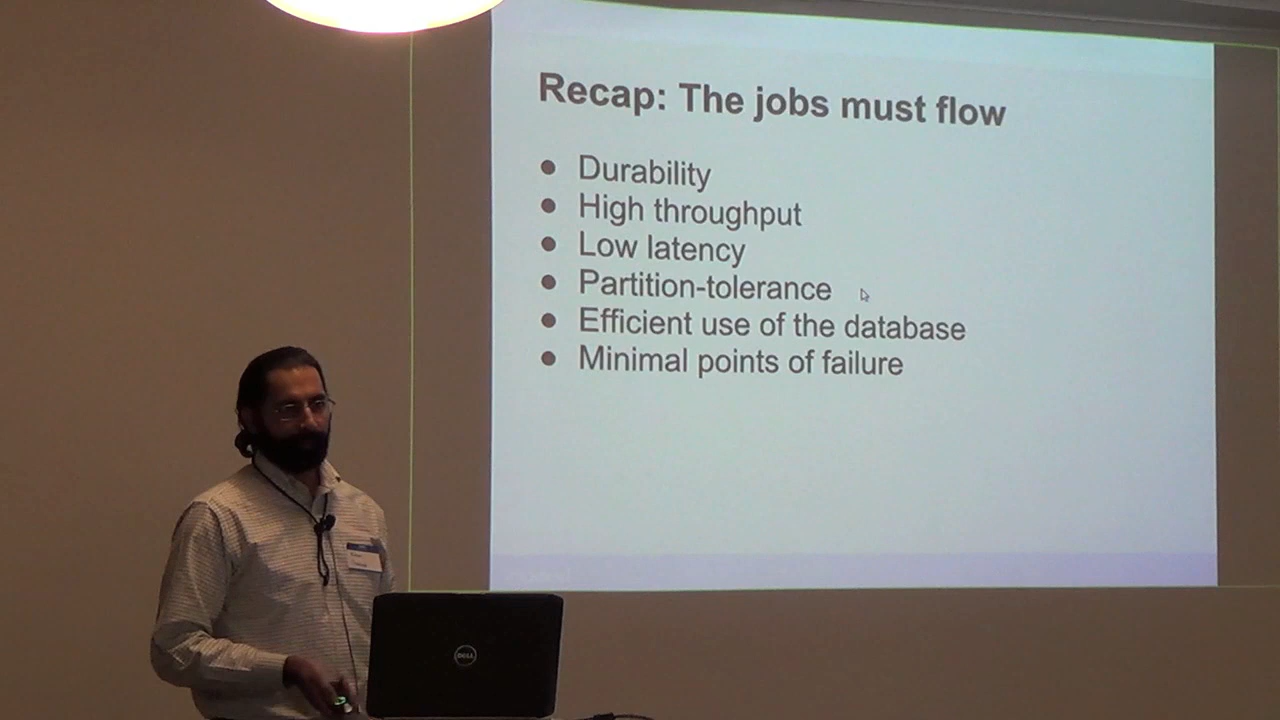 Recap: The jobs must flow
● Durability
● High throughput
● Low latency
● Partition-tolerance
● Efficient use of the database
● Minimal points of failure
DELL